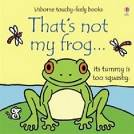 Usborne touchy-feely books
That's not my frog...
its tummy is
too squashy.